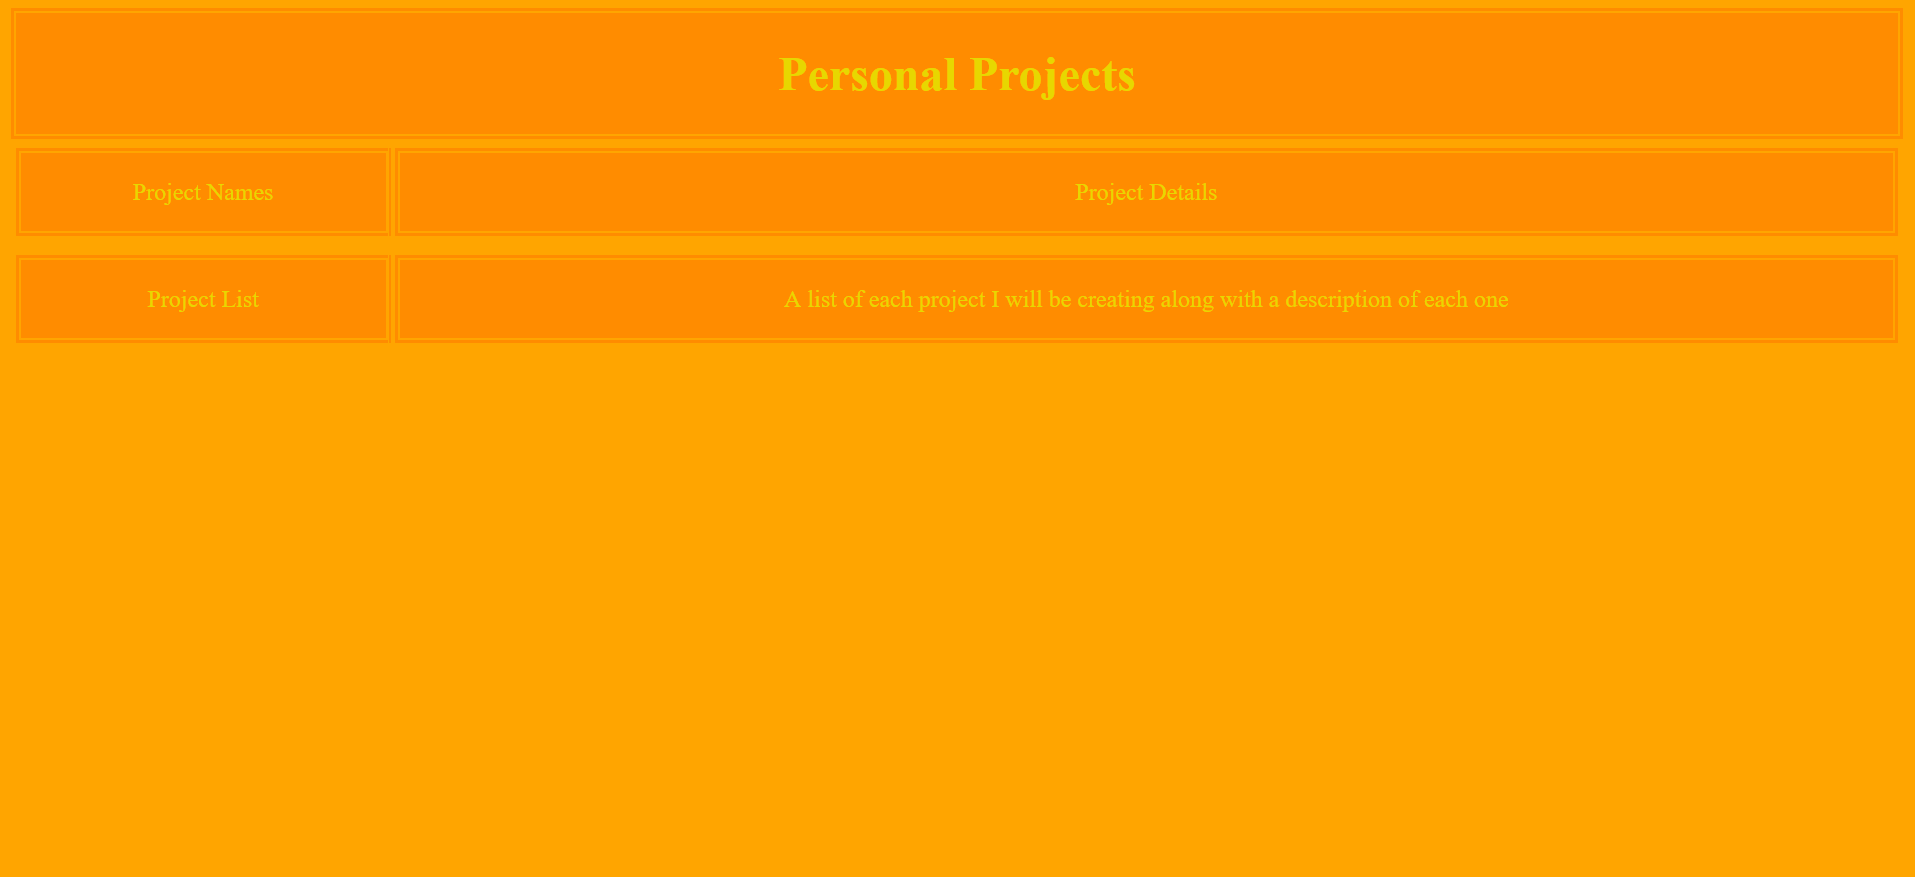 Personal Projects
Project Names
Project Details
Project List
A list of each project I will be creating along with a description of each one